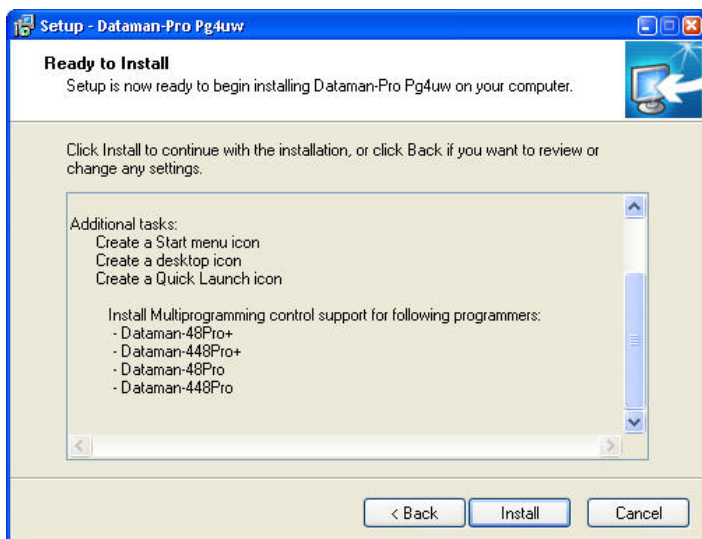 Setup - Dataman-Pro Pg4uw
Ready to Install
Setup is now ready to begin installing Dataman-Pro Pg4uw on your computer.
Click Install to continue with the installation, or click Back if you want to review or
change any settings.
Additional tasks:
Create a Start menu icon
Create a desktop icon
Create a Quick Launch icon
Install Multiprogramming control support for following programmers:
- Dataman-48Pro+
- Dataman-448Pro+
- Dataman-48Pro
- Dataman-448Pro
< Back Install Cancel